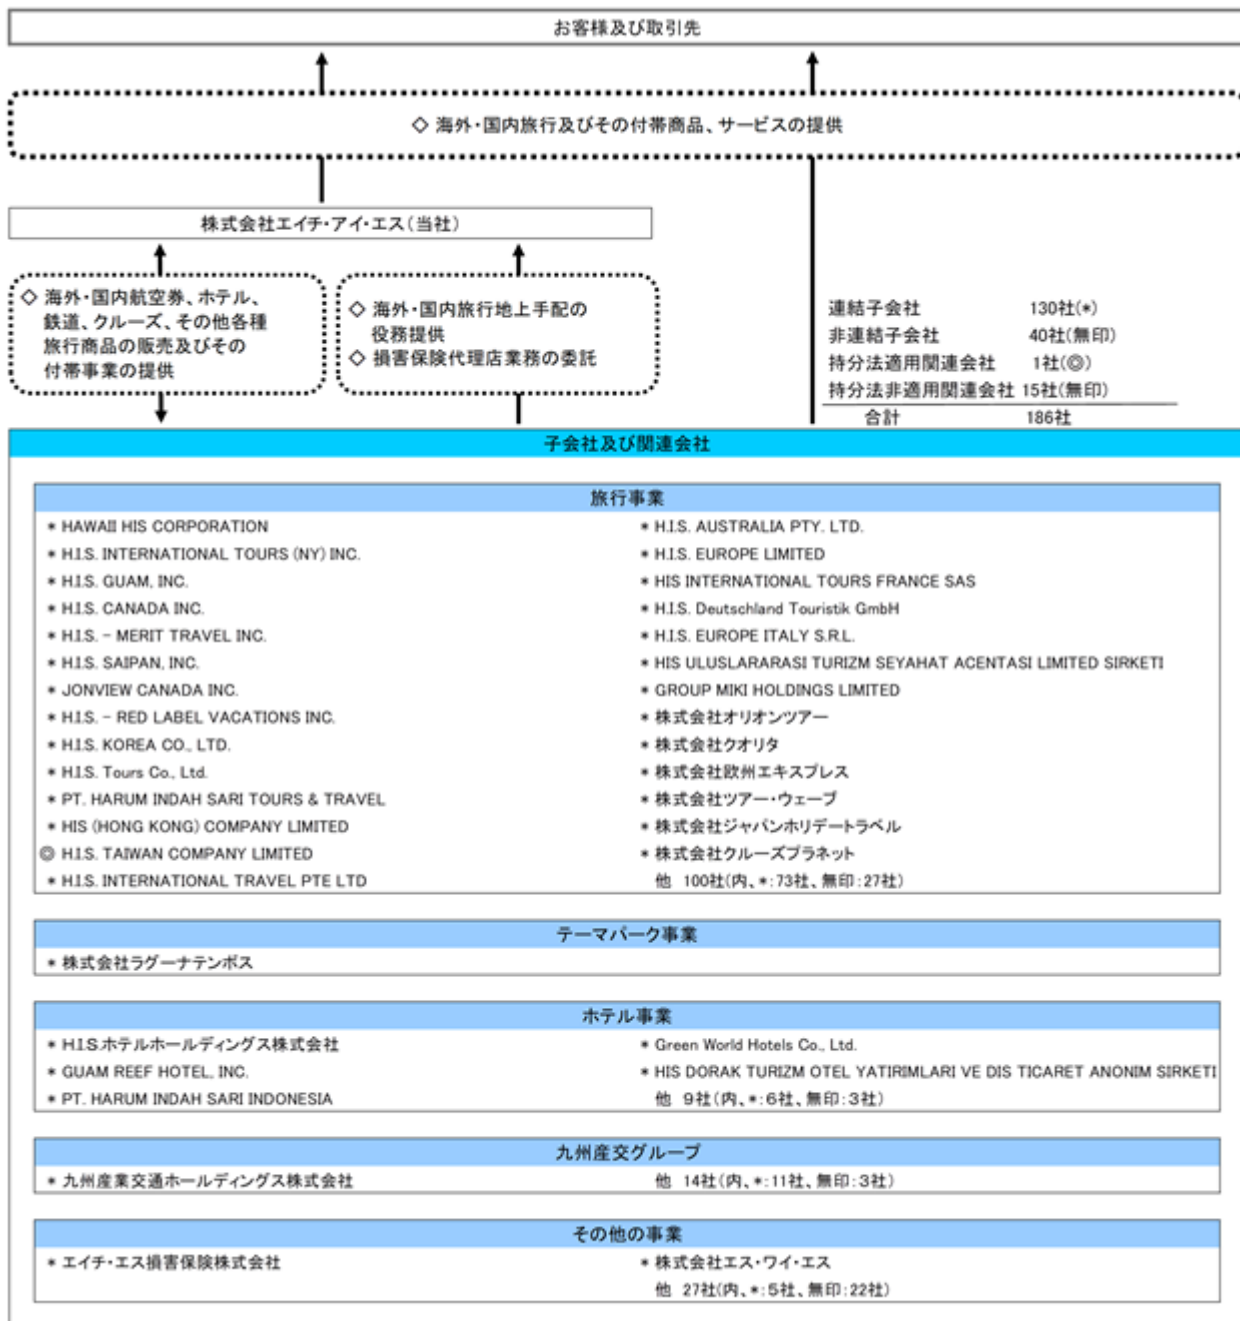 お客様及び取引先
◇ 海外・国内旅行及びその付帯商品、サービスの提供
株式会社エイチ・アイ・エス(当社)
◇ 海外・国内航空券、ホテル、
鉄道、クルーズ、その他各種
旅行商品の販売及びその
付帯事業の提供
◇ 海外・国内旅行地上手配の
役務提供
◇ 損害保険代理店業務の委託
連結子会社 130社(*)
非連結子会社 40社(無印)
持分法適用関連会社 1社(◎)
持分法非適用関連会社 15社(無印)
合計 186社
子会社及び関連会社
旅行事業
* HAWAII HIS CORPORATION
* H.I.S. INTERNATIONAL TOURS (NY) INC.
* H.I.S. GUAM, INC.
* H.I.S. CANADA INC.
* H.I.S. - MERIT TRAVEL INC.
* H.I.S. SAIPAN, INC.
* JONVIEW CANADA INC.
* H.I.S. - RED LABEL VACATIONS INC.
* H.I.S. KOREA CO., LTD.
* H.I.S. Tours Co., Ltd.
* PT. HARUM INDAH SARI TOURS & TRAVEL
* HIS (HONG KONG) COMPANY LIMITED
◎ H.I.S. TAIWAN COMPANY LIMITED
* H.I.S. INTERNATIONAL TRAVEL PTE LTD
* H.I.S. AUSTRALIA PTY. LTD.
* H.I.S. EUROPE LIMITED
* HIS INTERNATIONAL TOURS FRANCE SAS
* H.I.S. Deutschland Touristik GmbH
* H.I.S. EUROPE ITALY S.R.L.
* HIS ULUSLARARASI TURIZM SEYAHAT ACENTASI LIMITED SIRKETI
* GROUP MIKI HOLDINGS LIMITED
* 株式会社オリオンツアー
* 株式会社クオリタ
* 株式会社欧州エキスプレス
* 株式会社ツアー・ウェーブ
* 株式会社ジャパンホリデートラベル
* 株式会社クルーズプラネット
他 100社(内、*:73社、無印:27社)
テーマパーク事業
* 株式会社ラグーナテンボス
ホテル事業
* H.I.S.ホテルホールディングス株式会社
* GUAM REEF HOTEL, INC.
* PT. HARUM INDAH SARI INDONESIA
* Green World Hotels Co., Ltd.
* HIS DORAK TURIZM OTEL YATIRIMLARI VE DIS TICARET ANONIM SIRKETI
他 9社(内、*:6社、無印:3社)
九州産交グループ
* 九州産業交通ホールディングス株式会社
他 14社(内、*:11社、無印:3社)
その他の事業
* エイチ・エス損害保険株式会社
* 株式会社エス・ワイ・エス
他 27社(内、*:5社、無印:22社)